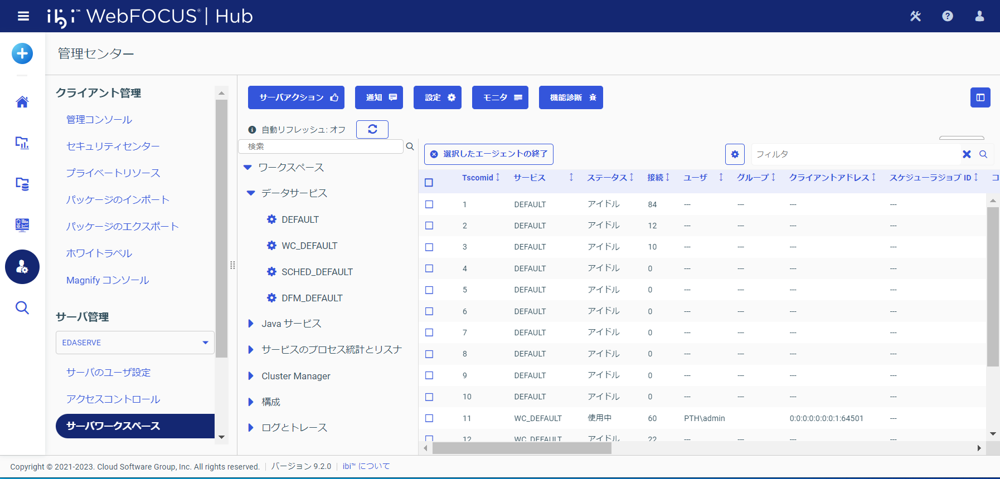 ibi™ WebFOCUS® | Hub
管理センター
クライアント管理
管理コンソール
セキュリティセンター
プライベートリソース
パッケージのインポート
パッケージのエクスポート
ホワイトラベル
Magnify コンソール
サーバ管理
EDASERVE
サーバのユーザ設定
アクセスコントロール
サーバワークスペース
サーバアクション 通知 設定 モニタ 機能診断
自動リフレッシュ: オフ
検索
ワークスペース
データサービス
DEFAULT
WC_DEFAULT
SCHED_DEFAULT
DFM_DEFAULT
Java サービス
サービスのプロセス統計とリスナ
Cluster Manager
構成
ログとトレース
選択したエージェントの終了
フィルタ
Tscomid サービス ステータス 接続 ユーザ グループ クライアントアドレス スケジューラジョブ ID コ
1 DEFAULT アイドル 84 --- --- --- ---
2 DEFAULT アイドル 12 --- --- --- ---
3 DEFAULT アイドル 10 --- --- --- ---
4 DEFAULT アイドル 0 --- --- --- ---
5 DEFAULT アイドル 0 --- --- --- ---
6 DEFAULT アイドル 0 --- --- --- ---
7 DEFAULT アイドル 0 --- --- --- ---
8 DEFAULT アイドル 0 --- --- --- ---
9 DEFAULT アイドル 0 --- --- --- ---
10 DEFAULT アイドル 0 --- --- --- ---
11 WC_DEFAULT 使用中 60 PTH\admin --- 0:0:0:0:0:0:0:1:64501 ---
12 WC_DEFAULT アイドル 22 --- --- --- ---
Copyright © 2021-2023. Cloud Software Group, Inc. All rights reserved. | バージョン 9.2.0 | ibi™ について